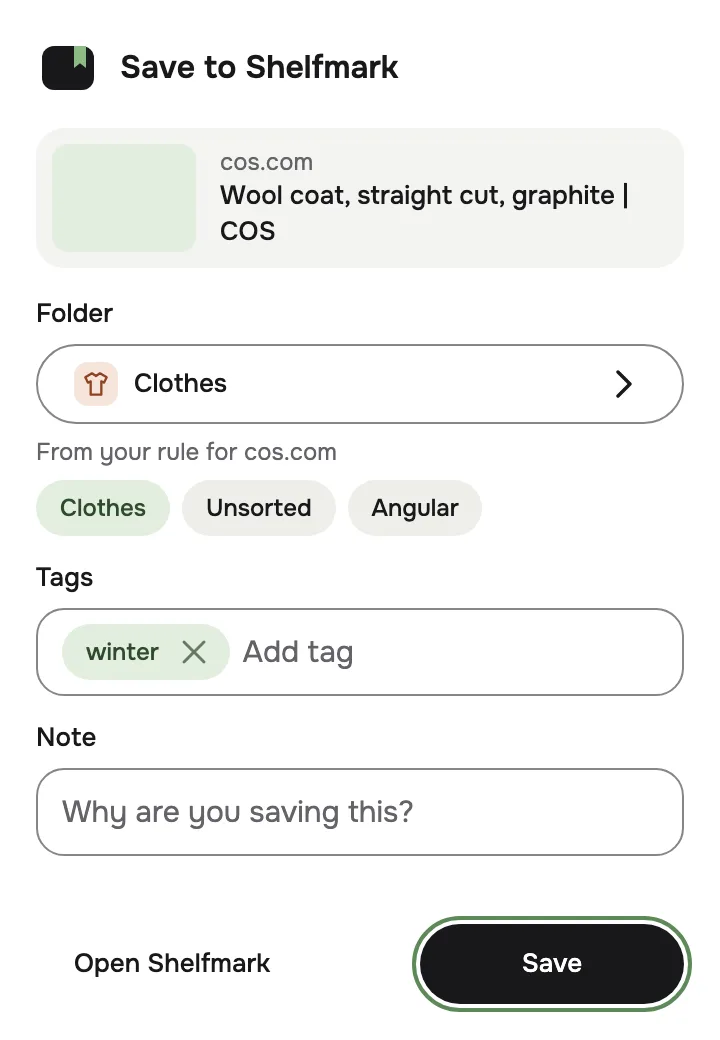 Save to Shelfmark
cos.com
Wool coat, straight cut, graphite |
COS
Folder
Clothes
From your rule for cos.com
Clothes
Unsorted
Angular
Tags
winter
Add tag
Note
Why are you saving this?
Open Shelfmark
Save